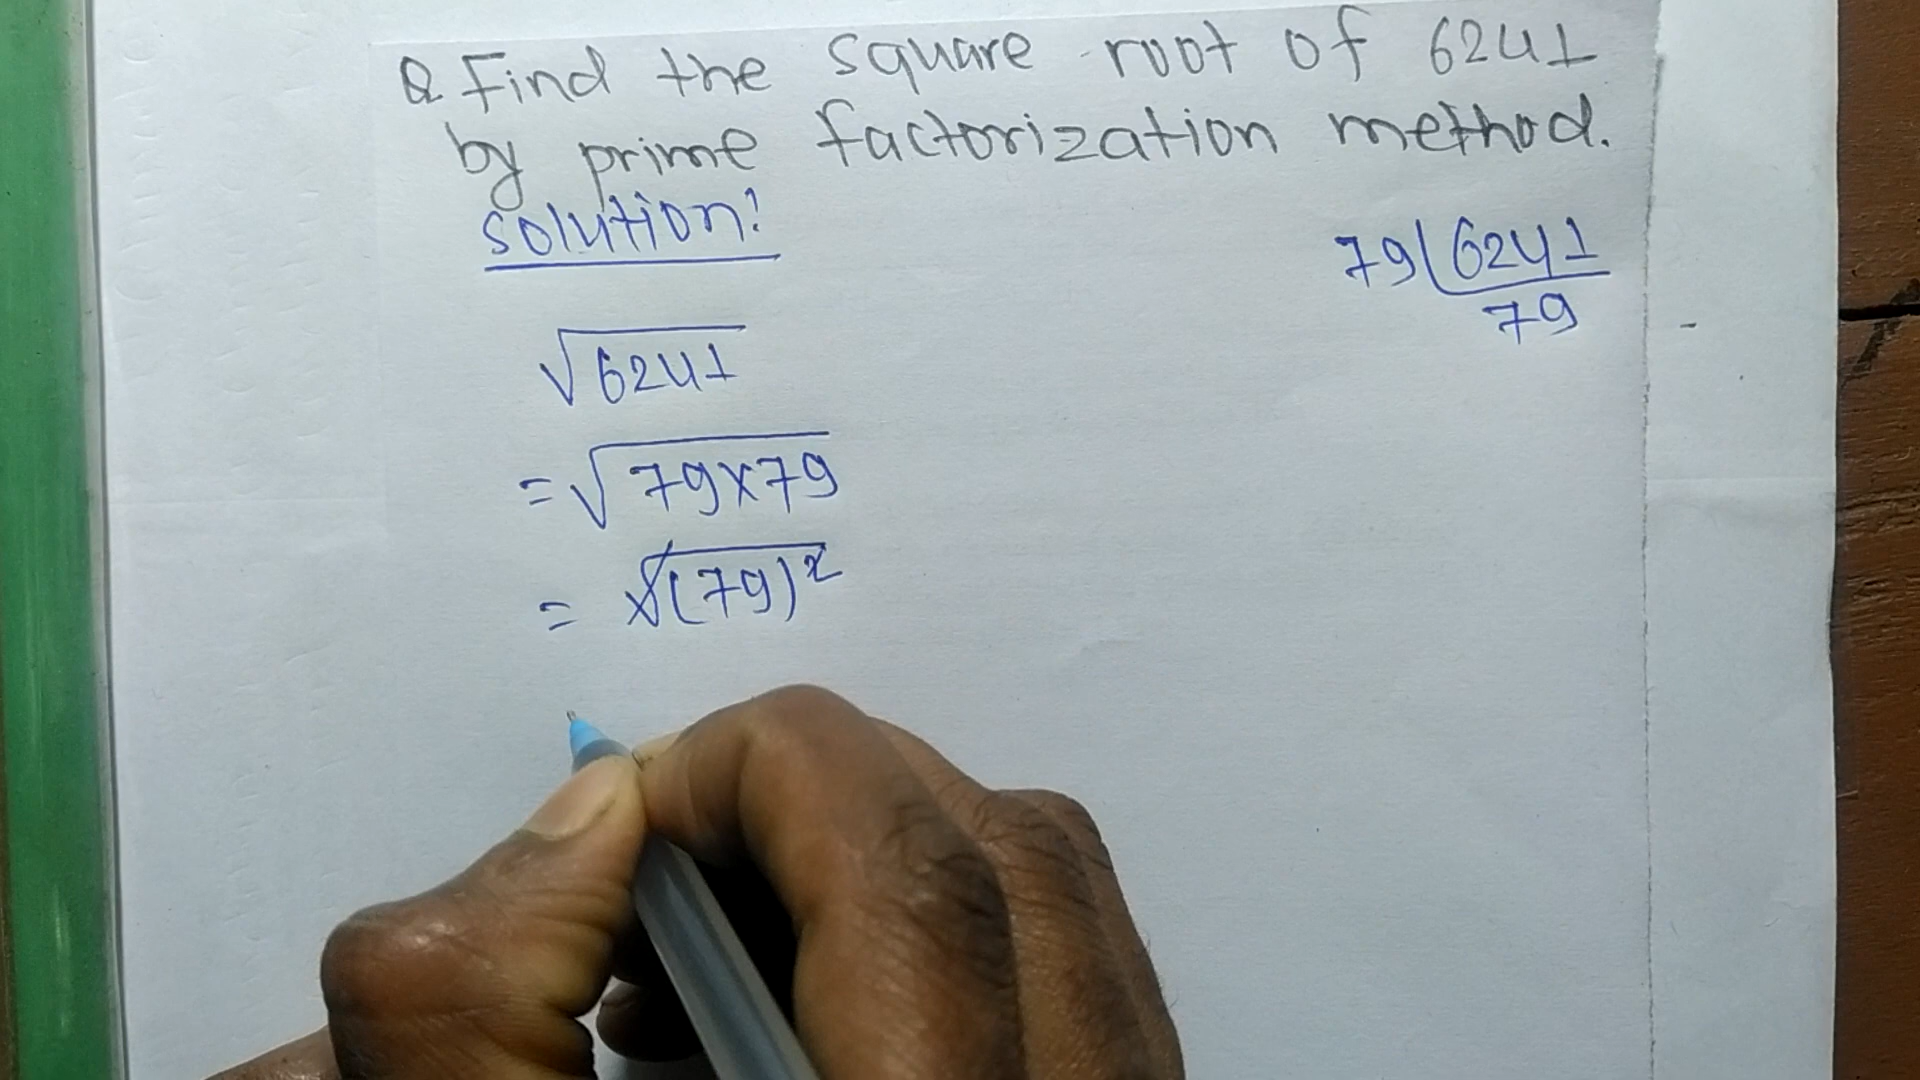 Q Find the square root of 6241
by prime factorization method.
solution:
79(6241
79
√6241
=√79×79
= √(79)²